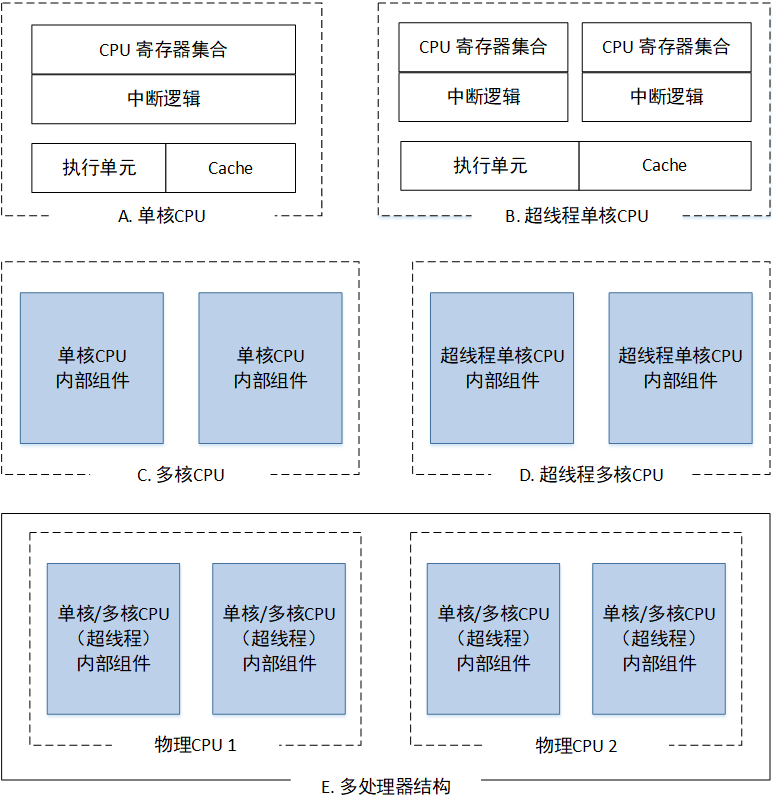 CPU 寄存器集合
中断逻辑
执行单元
Cache
A. 单核CPU
CPU 寄存器集合
CPU 寄存器集合
中断逻辑
中断逻辑
执行单元
Cache
B. 超线程单核CPU
单核CPU
内部组件
单核CPU
内部组件
C. 多核CPU
超线程单核CPU
内部组件
超线程单核CPU
内部组件
D. 超线程多核CPU
单核/多核CPU
（超线程）
内部组件
单核/多核CPU
（超线程）
内部组件
物理CPU 1
单核/多核CPU
（超线程）
内部组件
单核/多核CPU
（超线程）
内部组件
物理CPU 2
E. 多处理器结构